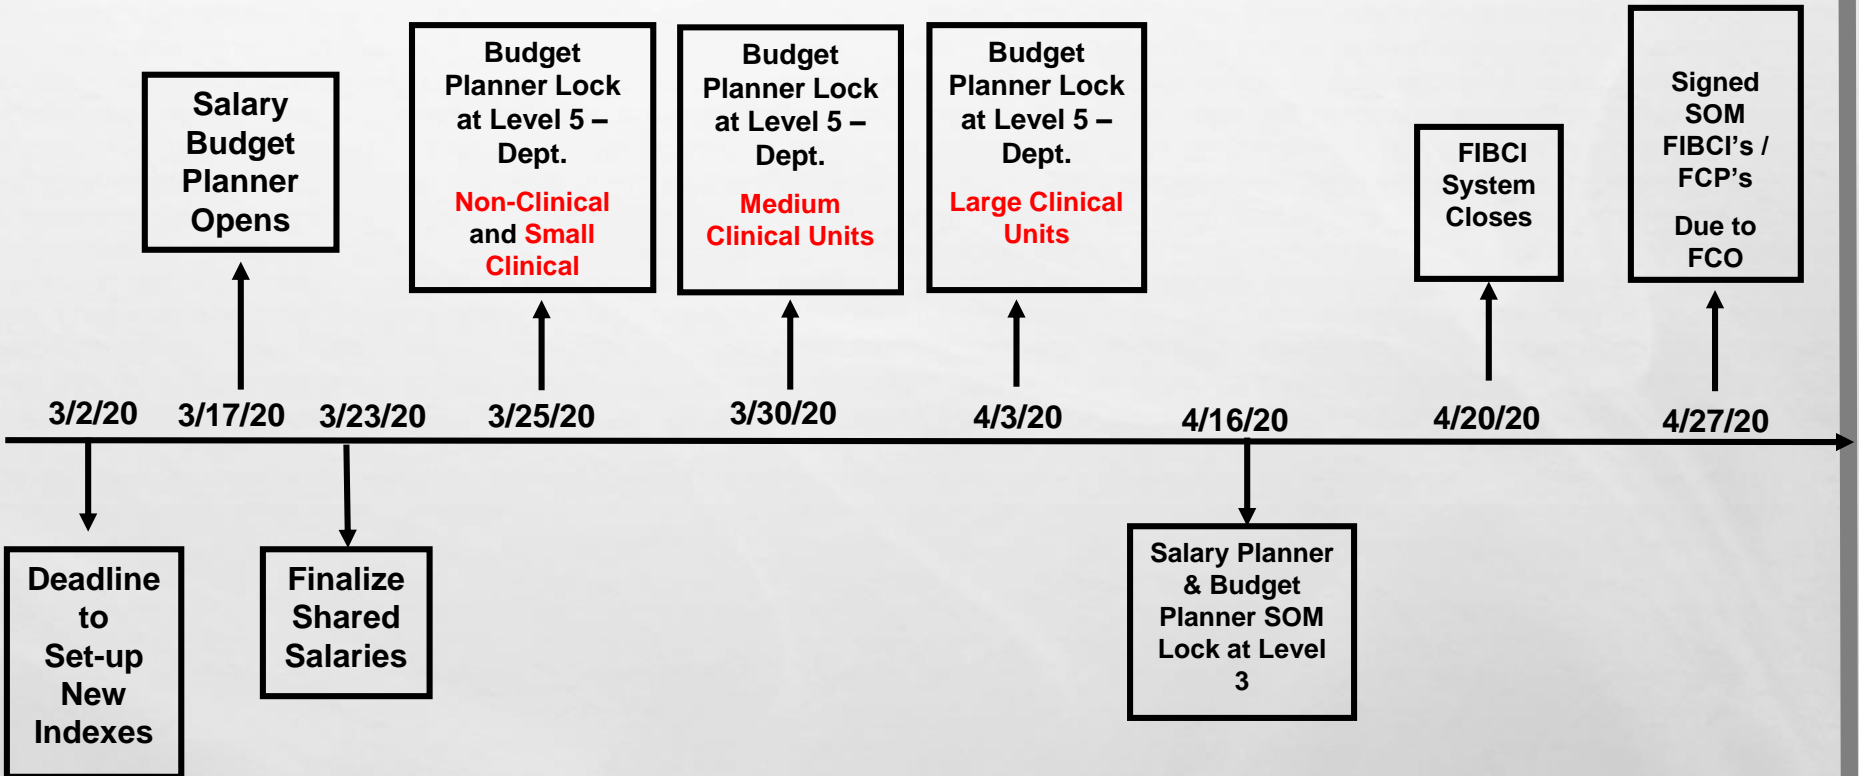 Salary
Budget
Planner
Opens
Budget
Planner Lock
at Level 5 –
Dept.
Non-Clinical
and Small
Clinical
Budget
Planner Lock
at Level 5 –
Dept.
Medium
Clinical Units
Budget
Planner Lock
at Level 5 –
Dept.
Large Clinical
Units
FIBCI
System
Closes
Signed
SOM
FIBCI’s /
FCP’s
Due to
FCO
3/2/20
3/17/20
3/23/20
3/25/20
3/30/20
4/3/20
4/16/20
4/20/20
4/27/20
Deadline
to
Set-up
New
Indexes
Finalize
Shared
Salaries
Salary Planner
& Budget
Planner SOM
Lock at Level
3